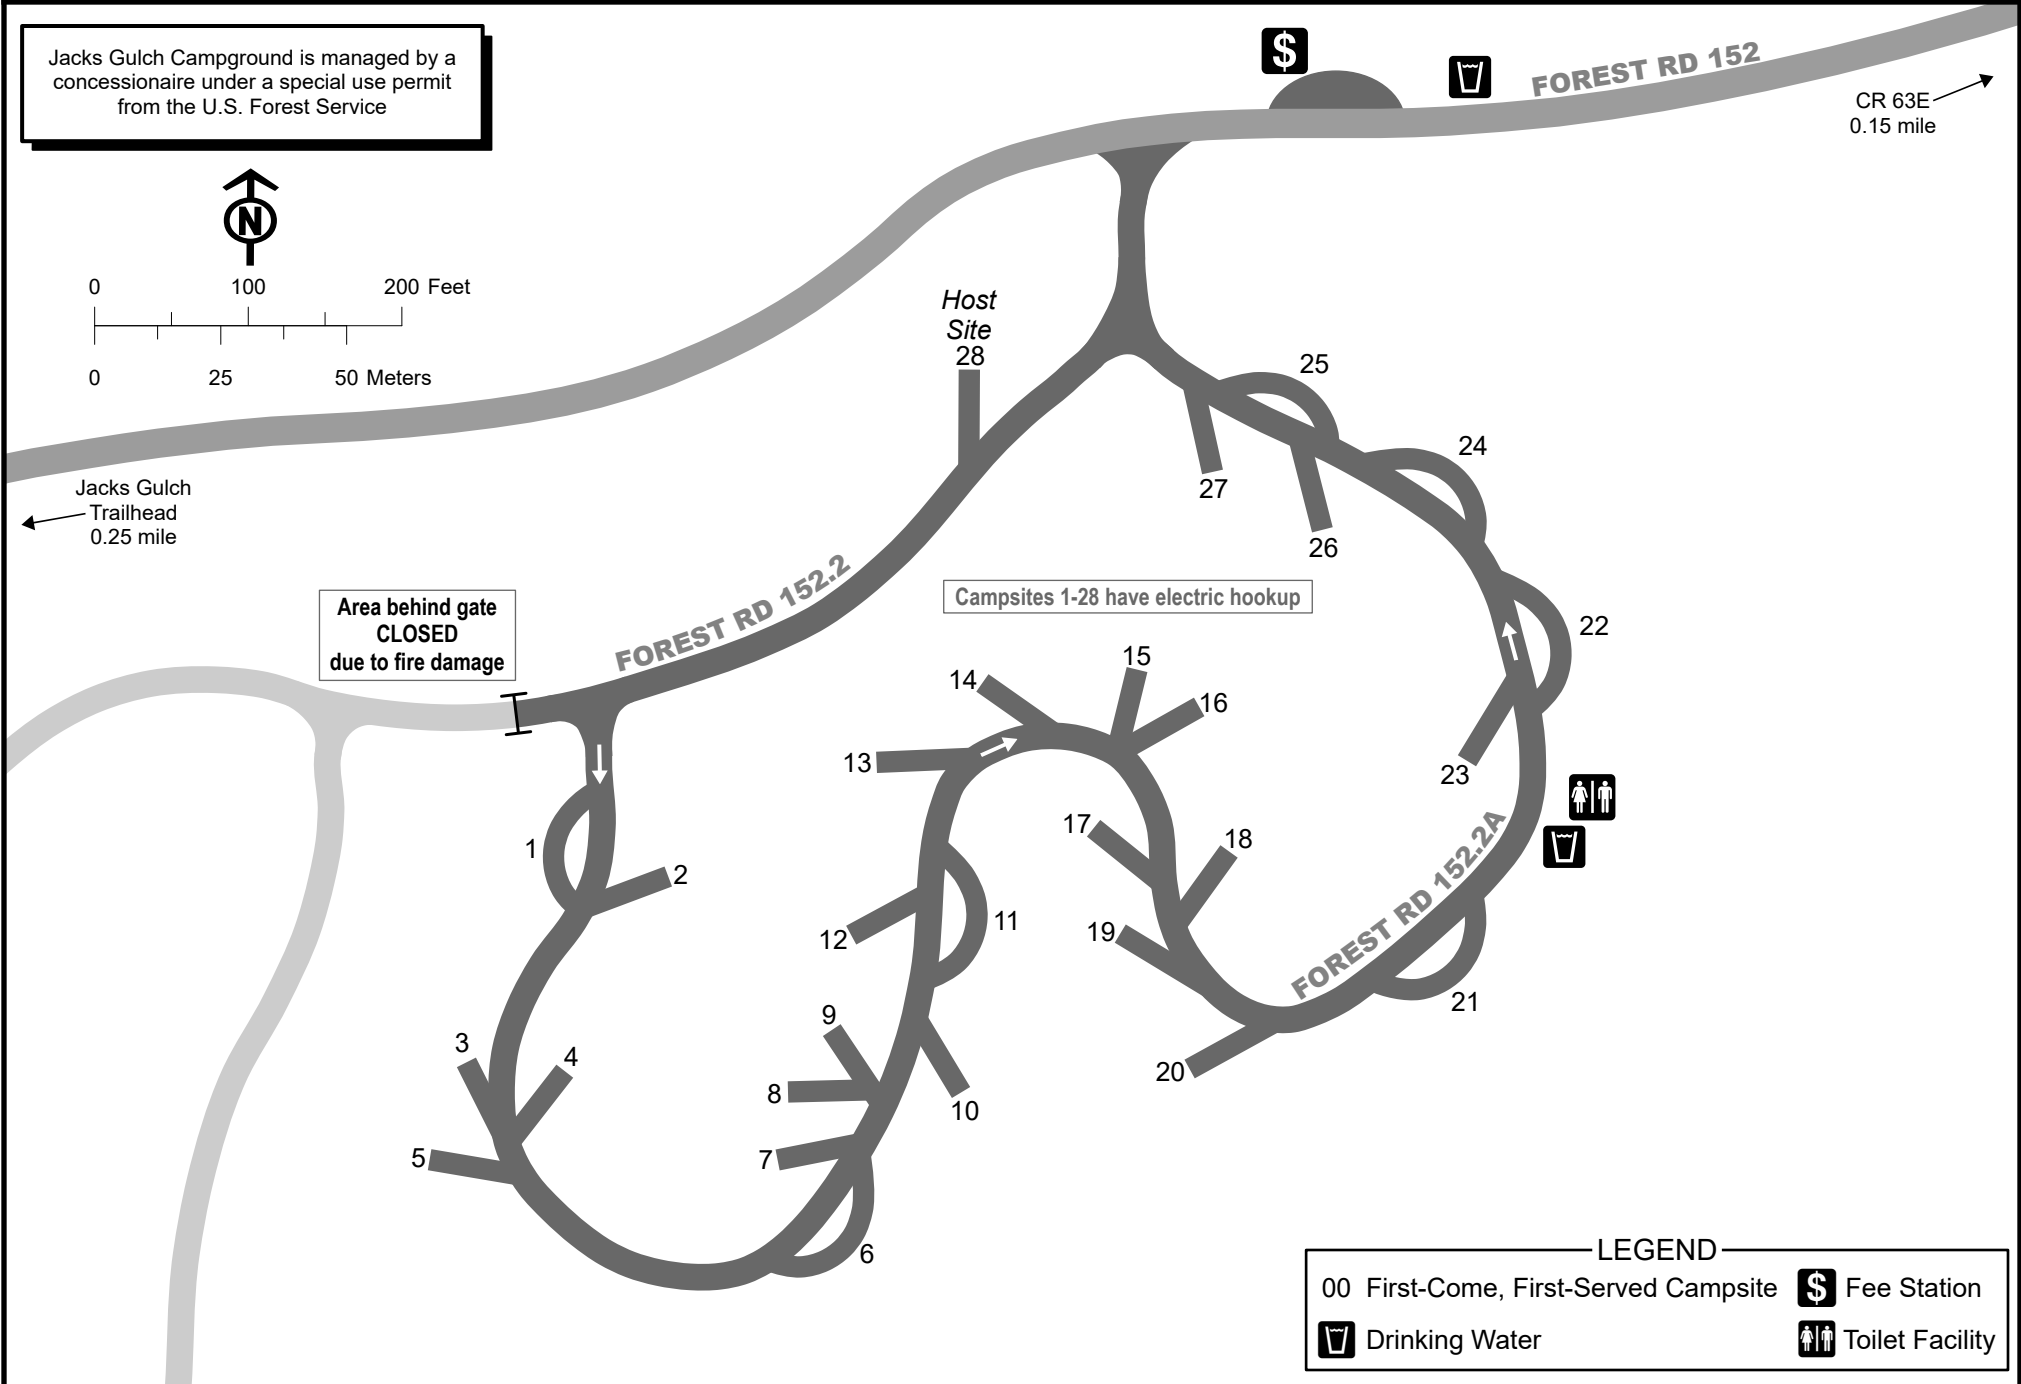 Jacks Gulch Campground is managed by a
concessionaire under a special use permit
from the U.S. Forest Service
N
0 100 200 Feet
0 25 50 Meters
$
FOREST RD 152
CR 63E
0.15 mile
Host
Site
28
25
24
27
26
Jacks Gulch
Trailhead
0.25 mile
FOREST RD 152.2
Area behind gate
CLOSED
due to fire damage
Campsites 1-28 have electric hookup
22
15
14
16
13
23
17
18
1
2
FOREST RD 152.2A
11
12
19
21
9
3
4
8
20
10
5
7
6
LEGEND
00 First-Come, First-Served Campsite
$ Fee Station
Drinking Water
Toilet Facility